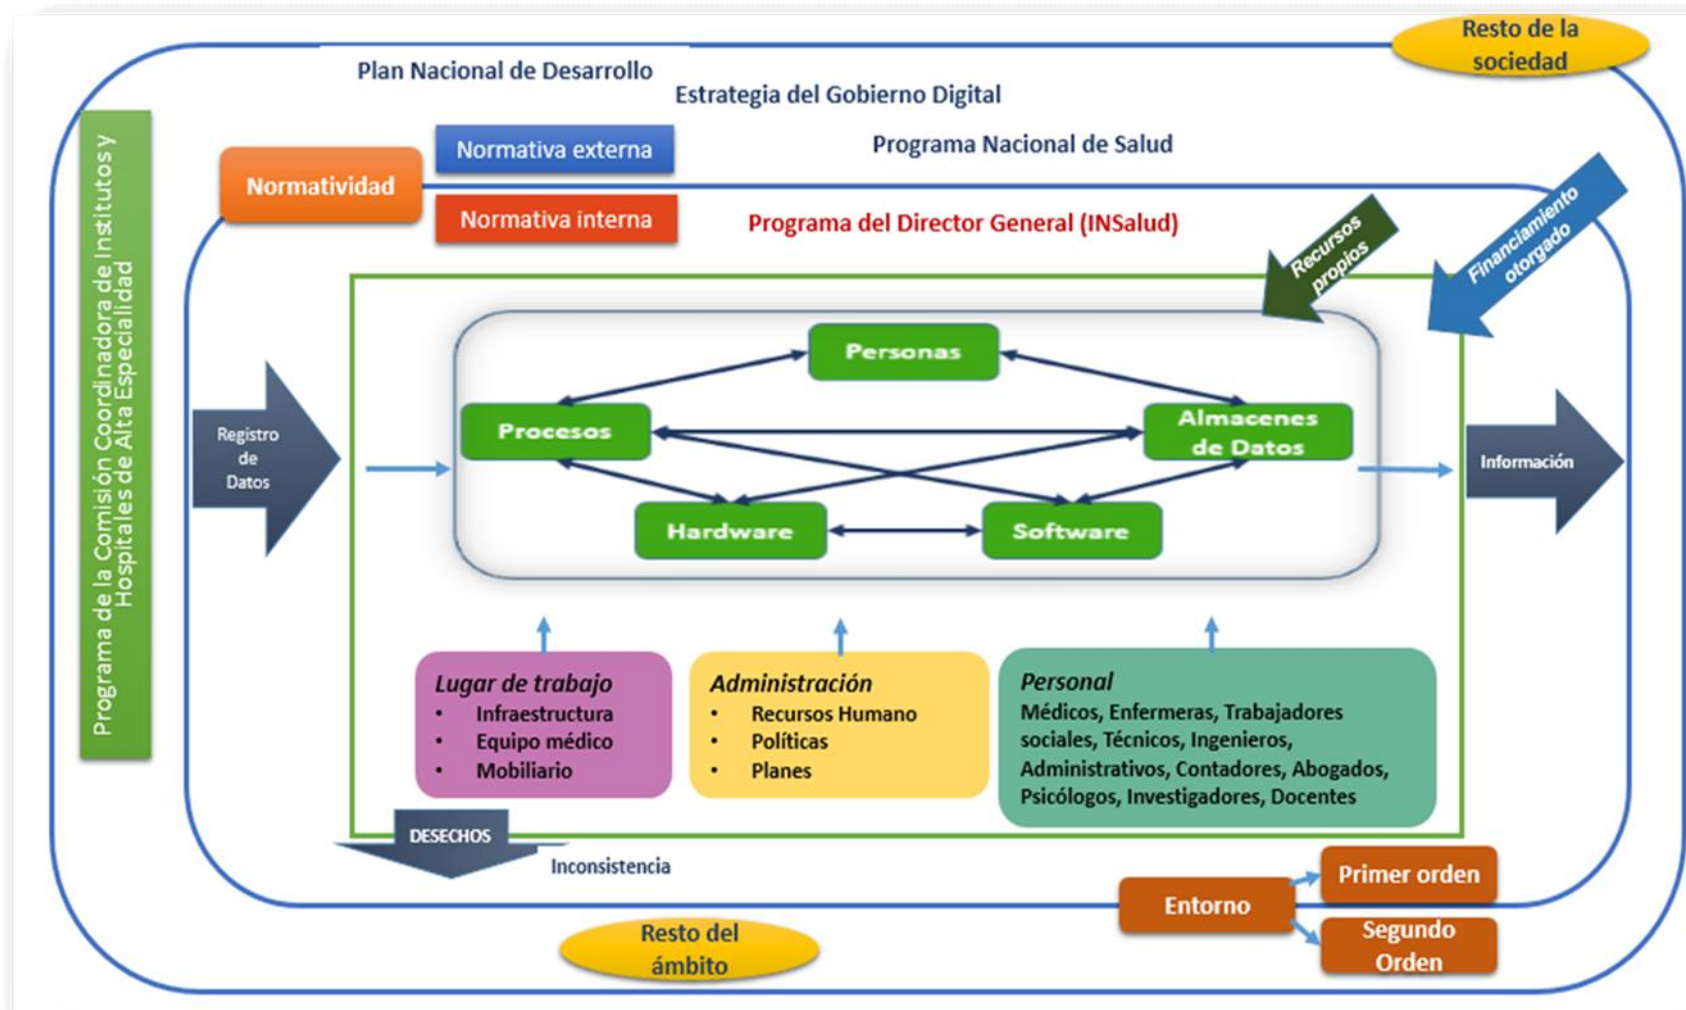 Resto de la
sociedad
Plan Nacional de Desarrollo
Estrategia del Gobierno Digital
Programa Nacional de Salud
Normativa externa
Normatividad
Normativa interna
Programa del Director General (INSalud)
Recursos
propios
Financiamiento
otorgado
Programa de la Comisión Coordinadora de Institutos y
Hospitales de Alta Especialidad
Registro
de
Datos
Personas
Procesos
Almacenes
de Datos
Hardware
Software
Información
Lugar de trabajo
• Infraestructura
• Equipo médico
• Mobiliario
Administración
• Recursos Humano
• Políticas
• Planes
Personal
Médicos, Enfermeras, Trabajadores
sociales, Técnicos, Ingenieros,
Administrativos, Contadores, Abogados,
Psicólogos, Investigadores, Docentes
DESECHOS
Inconsistencia
Entorno
Primer orden
Segundo
Orden
Resto del
ámbito